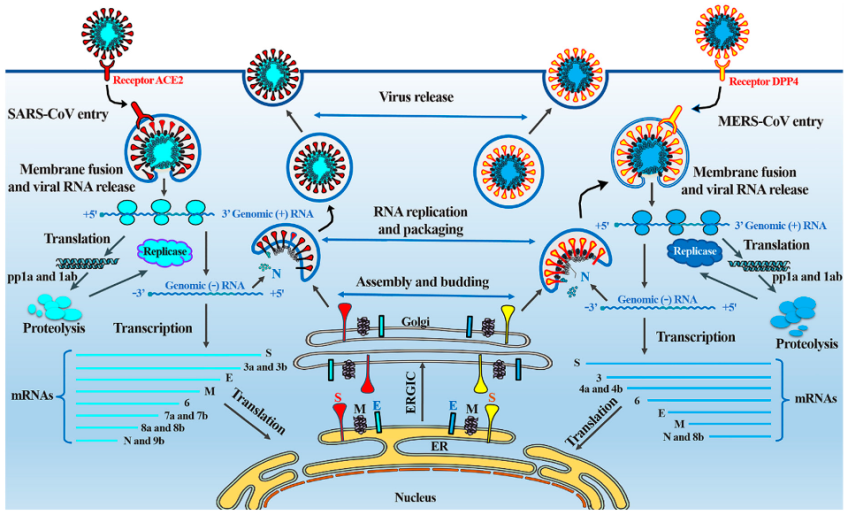 Receptor ACE2
Receptor DPP4
SARS-CoV entry
Virus release
MERS-CoV entry
Membrane fusion
and viral RNA release
Membrane fusion
and viral RNA release
+5'
3' Genomic (+) RNA
RNA replication
and packaging
+5'
3' Genomic (+) RNA
Translation
Replicase
N
N
Replicase
Translation
pp1a and 1ab
pp1a and 1ab
Genomic (-) RNA
Assembly and budding
Genomic (-) RNA
−3'
+5'
−3'
+5'
Proteolysis
Transcription
Golgi
Transcription
Proteolysis
S
3a and 3b
E
M
6
7a and 7b
8a and 8b
N and 9b
mRNAs
Translation
S
M
E
ERGIC
E
M
S
ER
Nucleus
Translation
S
3
4a and 4b
6
E
M
N and 8b
mRNAs